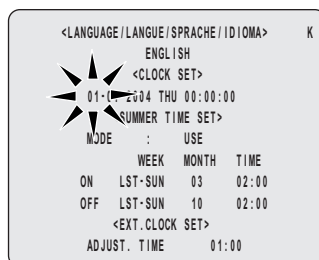 <LANGUAGE/LANGUE/SPRACHE/IDIOMA> K
ENGLISH
<CLOCK SET>
01-0 2004 THU 00:00:00
SUMMER TIME SET>
MODE : USE
WEEK MONTH TIME
ON LST-SUN 03 02:00
OFF LST-SUN 10 02:00
<EXT.CLOCK SET>
ADJUST. TIME 01:00